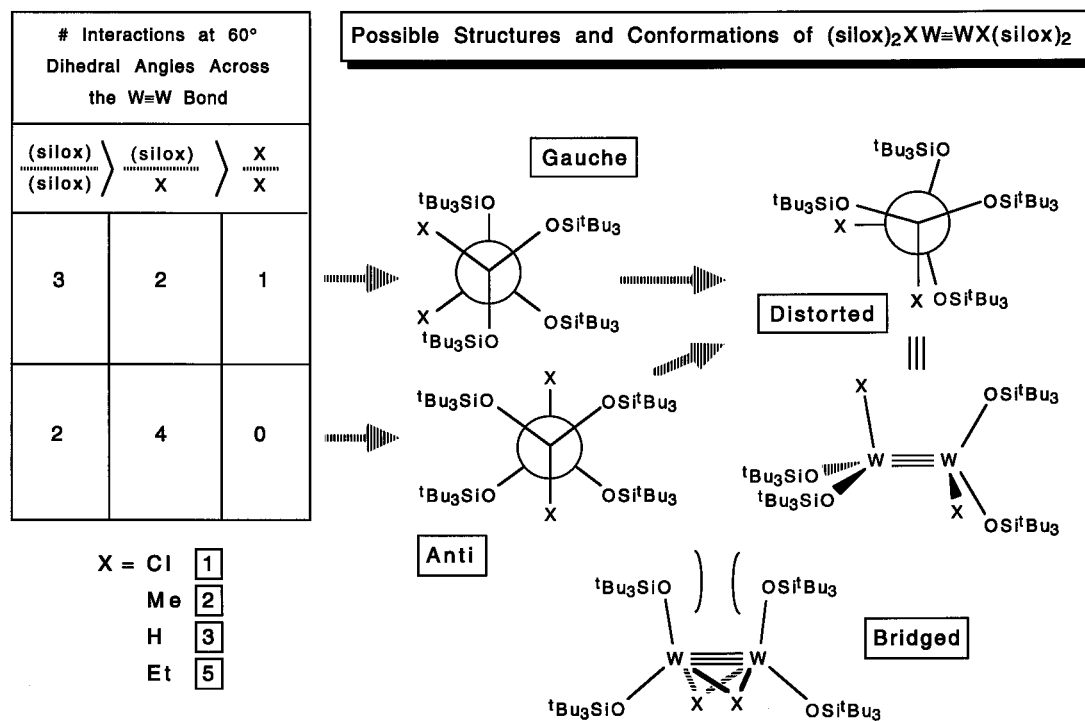 # Interactions at 60°
Dihedral Angles Across
the W≡W Bond
(silox) > (silox) > X
(silox) X X
3 2 1
2 4 0
X = Cl 1
Me 2
H 3
Et 5
Possible Structures and Conformations of (silox)₂XW≡WX(silox)₂
Gauche
ᵗBu₃SiO
X
OSiᵗBu₃
X
ᵗBu₃SiO
OSiᵗBu₃
Anti
X
ᵗBu₃SiO
OSiᵗBu₃
ᵗBu₃SiO
OSiᵗBu₃
X
Distorted
ᵗBu₃SiO
ᵗBu₃SiO
OSiᵗBu₃
X
X
OSiᵗBu₃
X
OSiᵗBu₃
W≡W
ᵗBu₃SiO
ᵗBu₃SiO
X
OSiᵗBu₃
Bridged
ᵗBu₃SiO
OSiᵗBu₃
W≡W
ᵗBu₃SiO
X X
OSiᵗBu₃